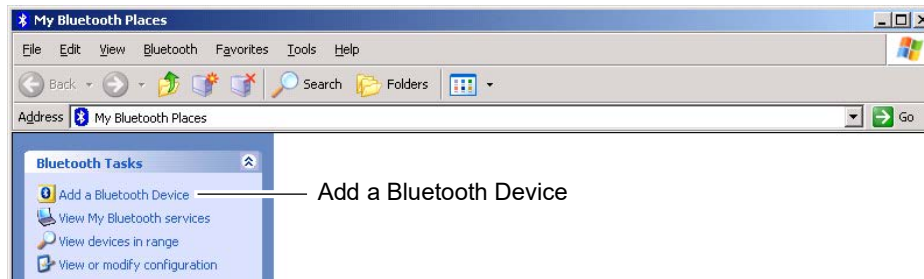 My Bluetooth Places
File Edit View Bluetooth Favorites Tools Help
Back Search Folders
Address My Bluetooth Places Go
Bluetooth Tasks
Add a Bluetooth Device Add a Bluetooth Device
View My Bluetooth services
View devices in range
View or modify configuration